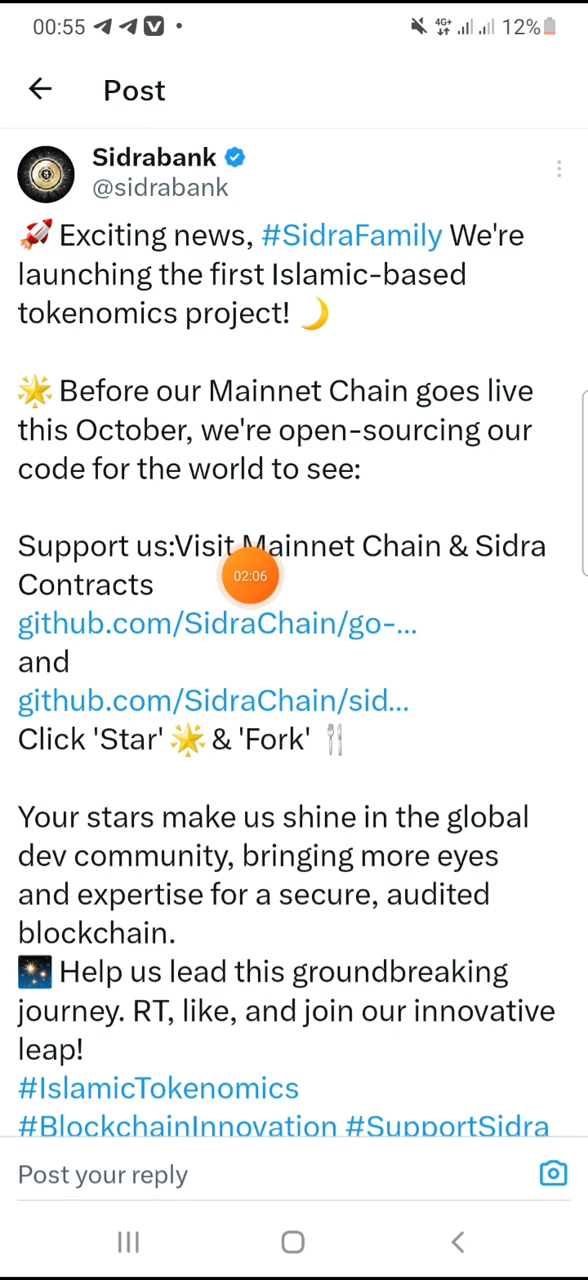 00:55
4G+ 12%
Post
Sidrabank
@sidrabank
🚀 Exciting news, #SidraFamily We're
launching the first Islamic-based
tokenomics project! 🌙
🌟 Before our Mainnet Chain goes live
this October, we're open-sourcing our
code for the world to see:
Support us:Visit Mainnet Chain & Sidra
Contracts
02:06
github.com/SidraChain/go-...
and
github.com/SidraChain/sid...
Click 'Star' 🌟 & 'Fork' 🍴
Your stars make us shine in the global
dev community, bringing more eyes
and expertise for a secure, audited
blockchain.
🎇 Help us lead this groundbreaking
journey. RT, like, and join our innovative
leap!
#IslamicTokenomics
#BlockchainInnovation #SupportSidra
Post your reply